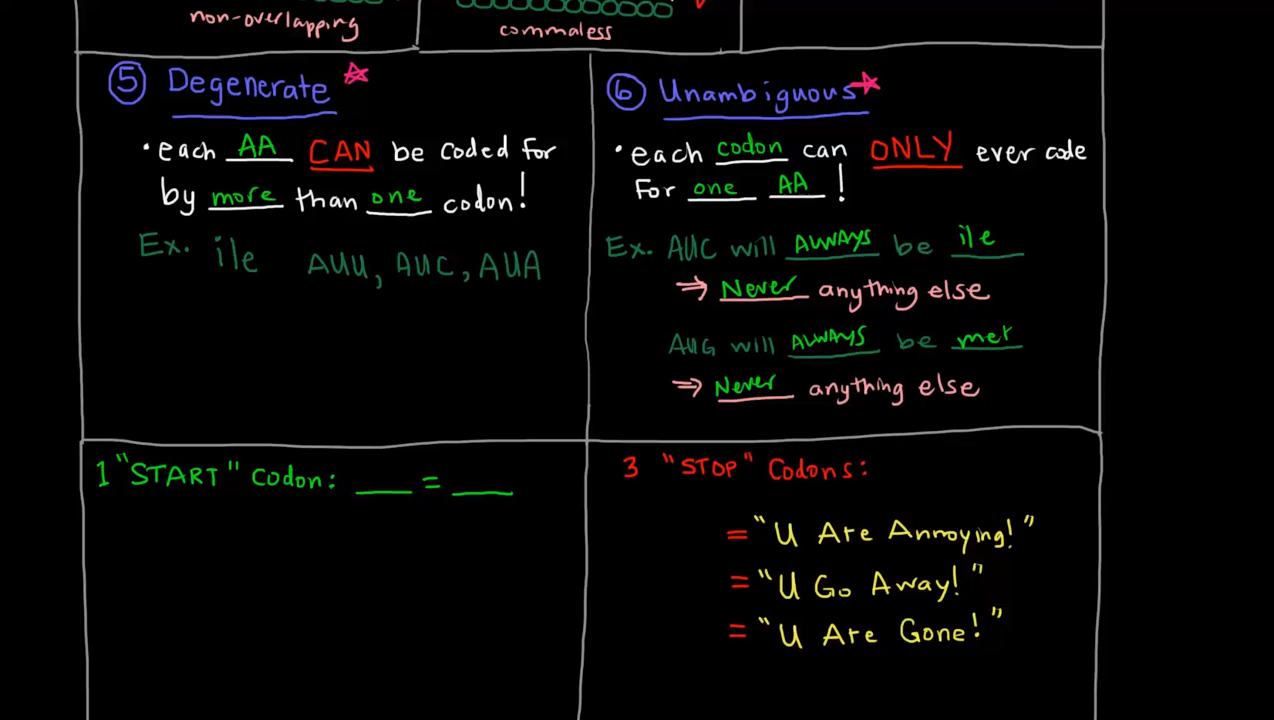 non-overlapping
commaless
5 Degenerate
• each AA CAN be coded for
by more than one codon!
Ex. ile AUU, AUC, AUA
6 Unambiguous
• each codon can ONLY ever code
for one AA!
Ex. AUC will ALWAYS be ile
⇒ Never anything else
AUG will ALWAYS be met
⇒ Never anything else
1 "START" Codon: ___ = ___
3 "STOP" Codons:
= "U Are Annoying!"
= "U Go Away!"
= "U Are Gone!"